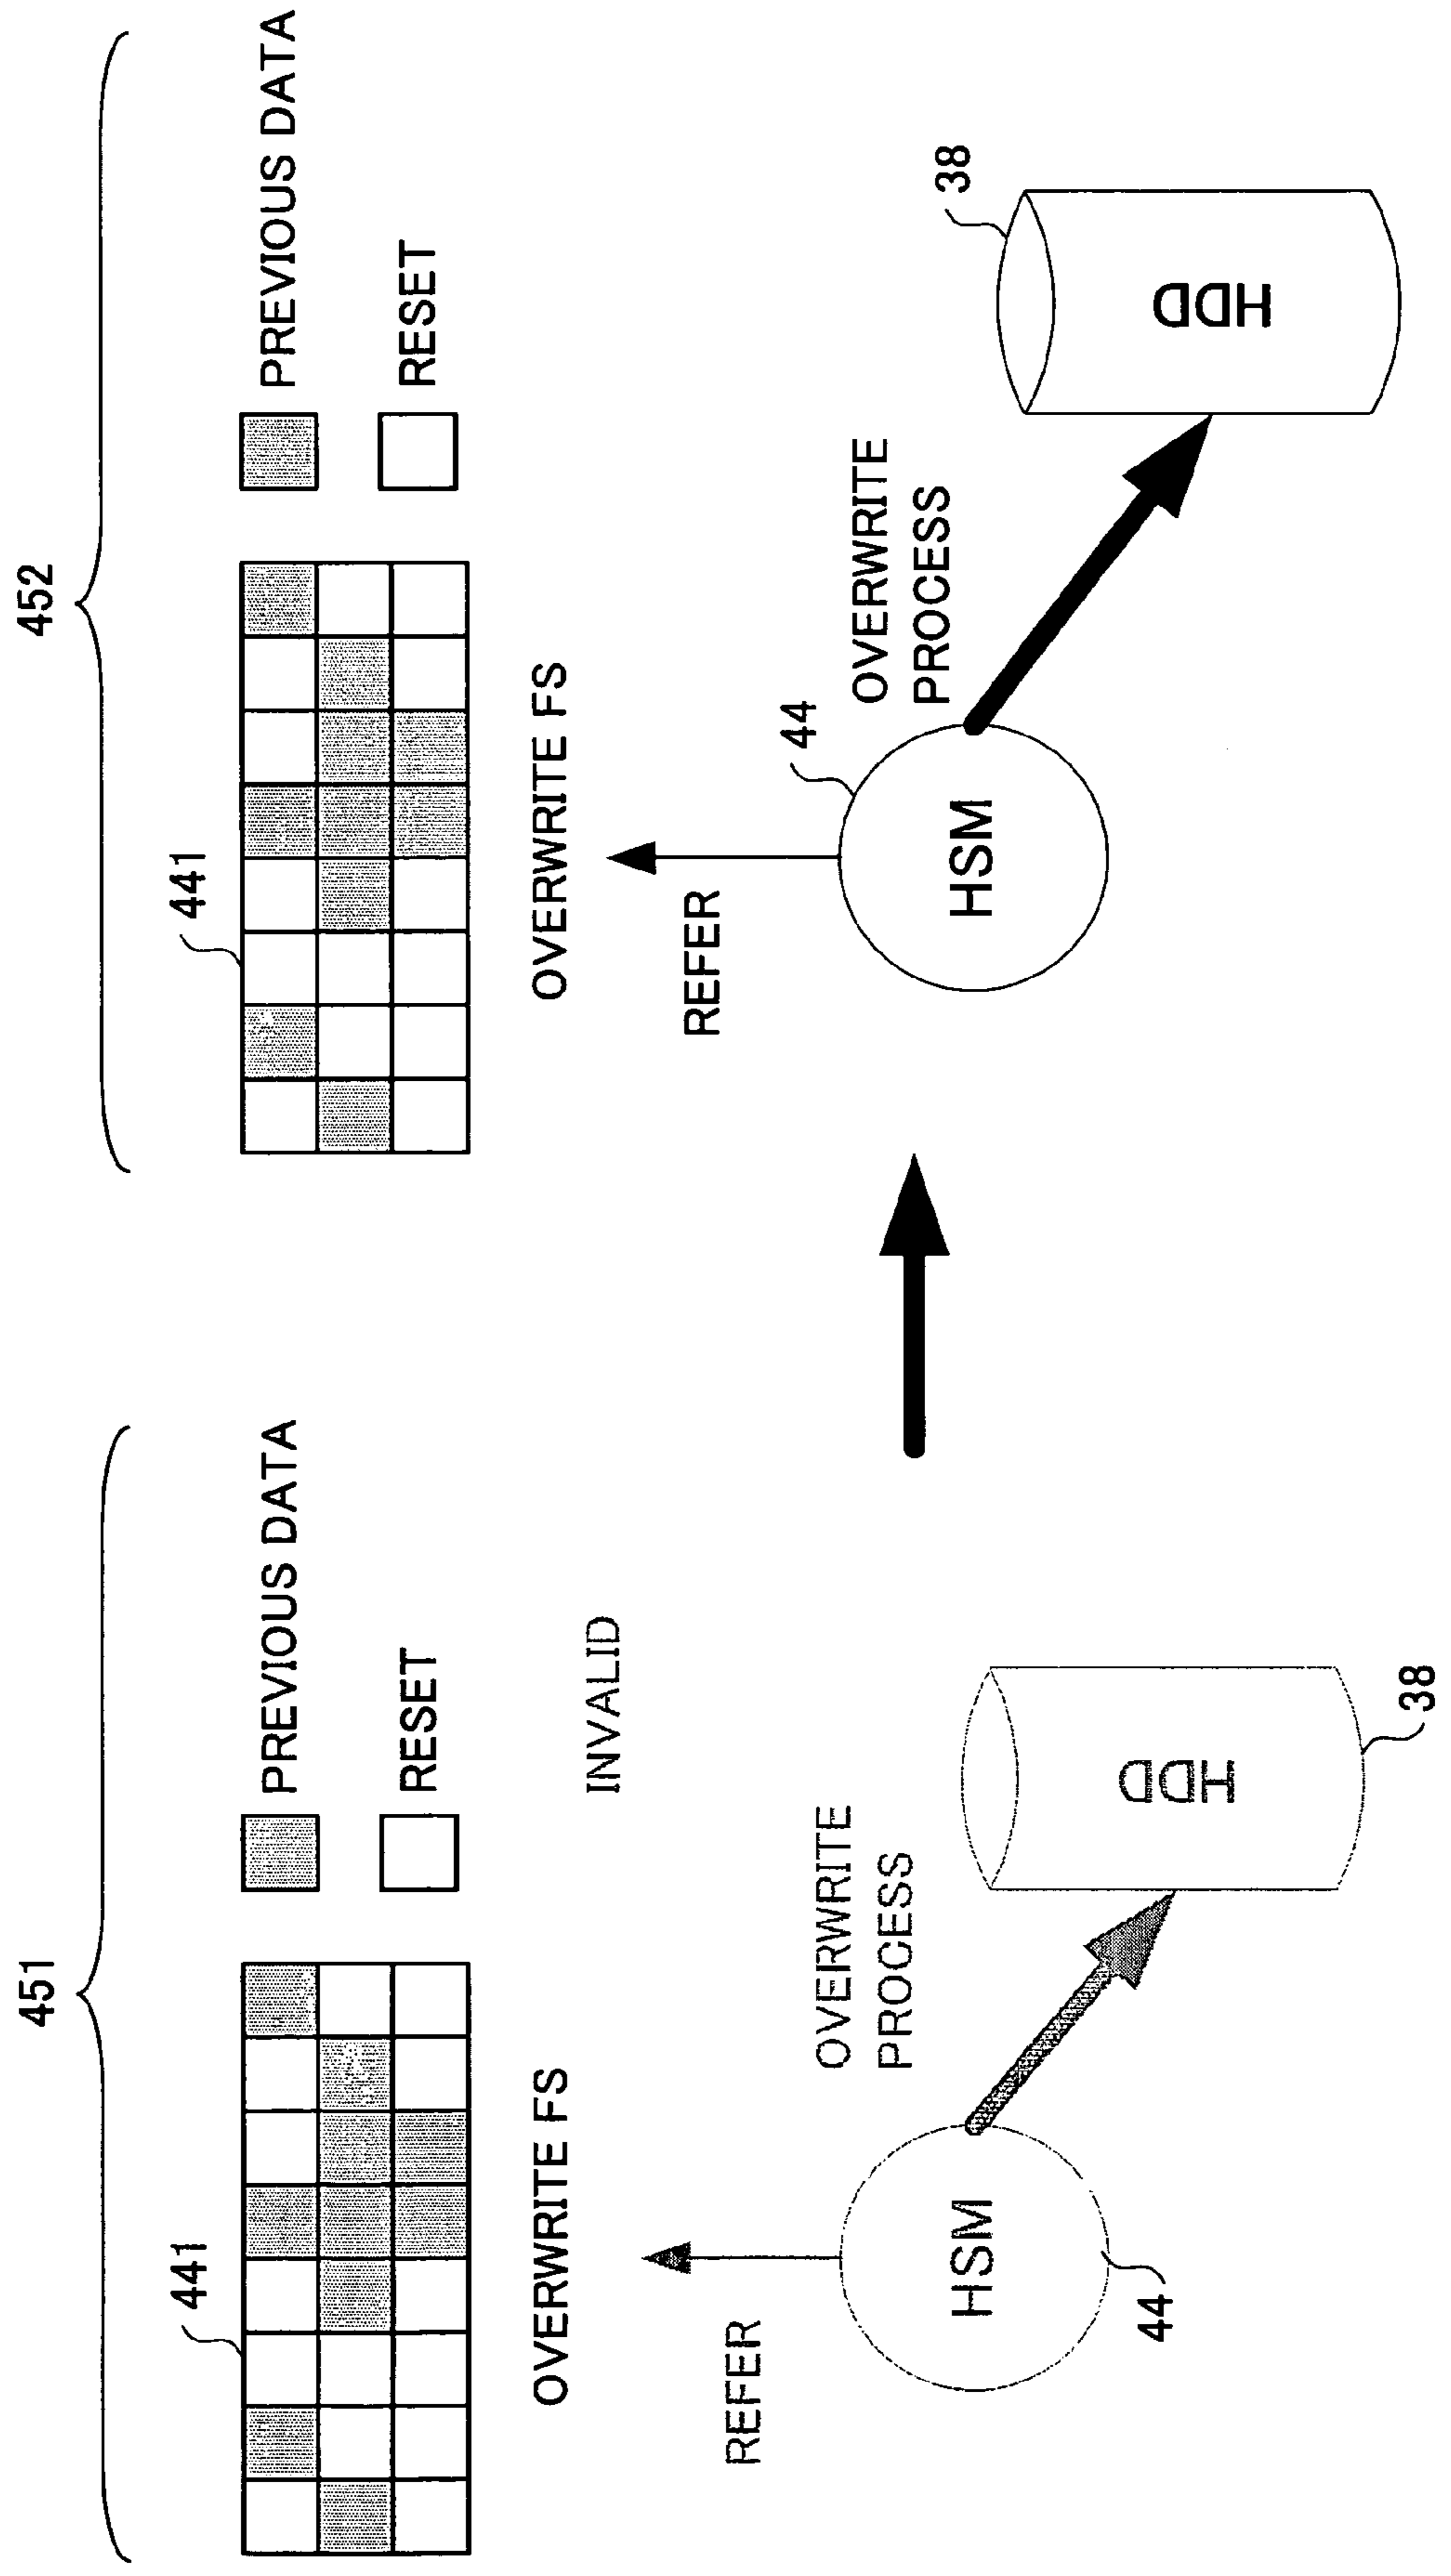 451
441
PREVIOUS DATA
RESET
OVERWRITE FS
INVALID
REFER
OVERWRITE
PROCESS
HSM
44
HDD
38
452
441
PREVIOUS DATA
RESET
OVERWRITE FS
REFER
44
OVERWRITE
PROCESS
HSM
38
HDD